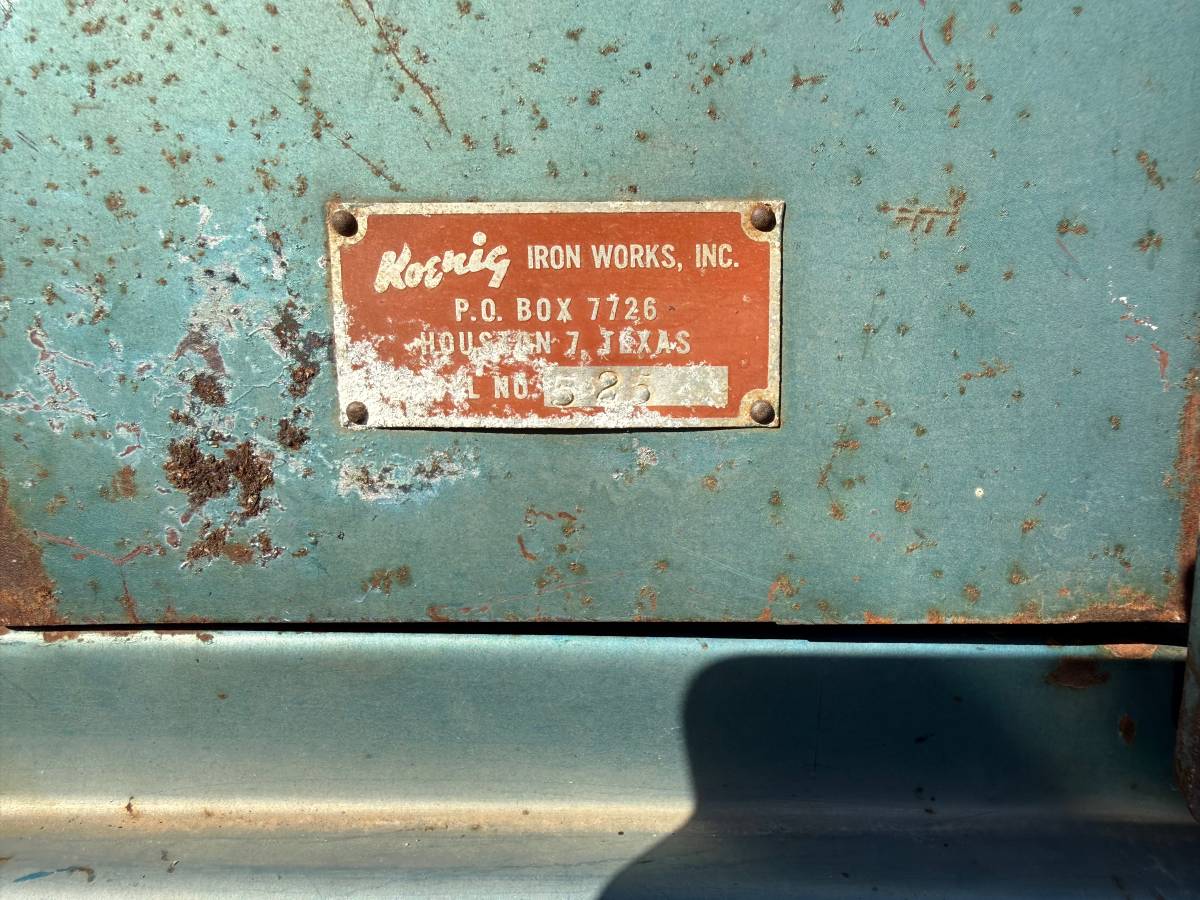 Koenig IRON WORKS, INC.
P.O. BOX 7726
HOUSTON 7, TEXAS
NO. 525